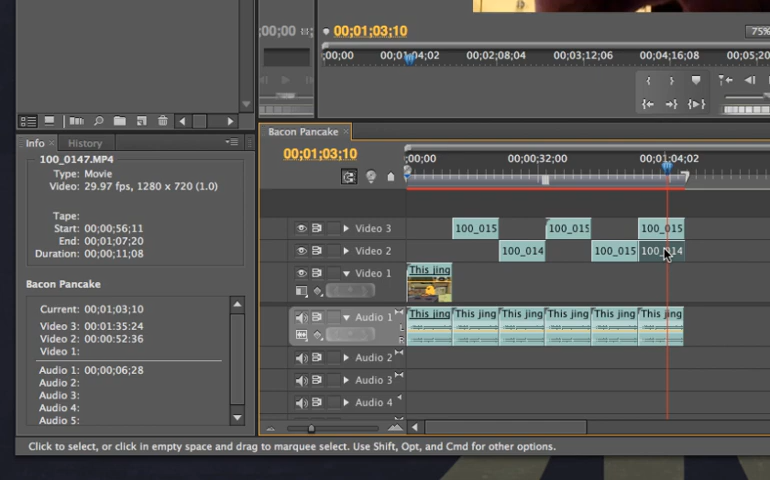 ;00;00
00;01;03;10
75%
;00;00
00;01;04;02
00;02;08;04
00;03;12;06
00;04;16;08
00;05;20
Info ×
History
100_0147.MP4
Type: Movie
Video: 29.97 fps, 1280 x 720 (1.0)
Tape:
Start: 00;00;56;11
End: 00;01;07;20
Duration: 00;00;11;08
Bacon Pancake
Current: 00;01;03;10
Video 3: 00:01:35:24
Video 2: 00:00:52:36
Video 1:
Audio 1: 00;00;06;28
Audio 2:
Audio 3:
Audio 4:
Audio 5:
Bacon Pancake ×
00;01;03;10
;00;00
00;00;32;00
00;01;04;02
Video 3
100_015
100_015
100_015
Video 2
100_014
100_015
100_014
Video 1
This jing
Audio 1
L
R
This jing
This jing
This jing
This jing
This jing
This jing
Audio 2
Audio 3
Audio 4
Click to select, or click in empty space and drag to marquee select. Use Shift, Opt, and Cmd for other options.